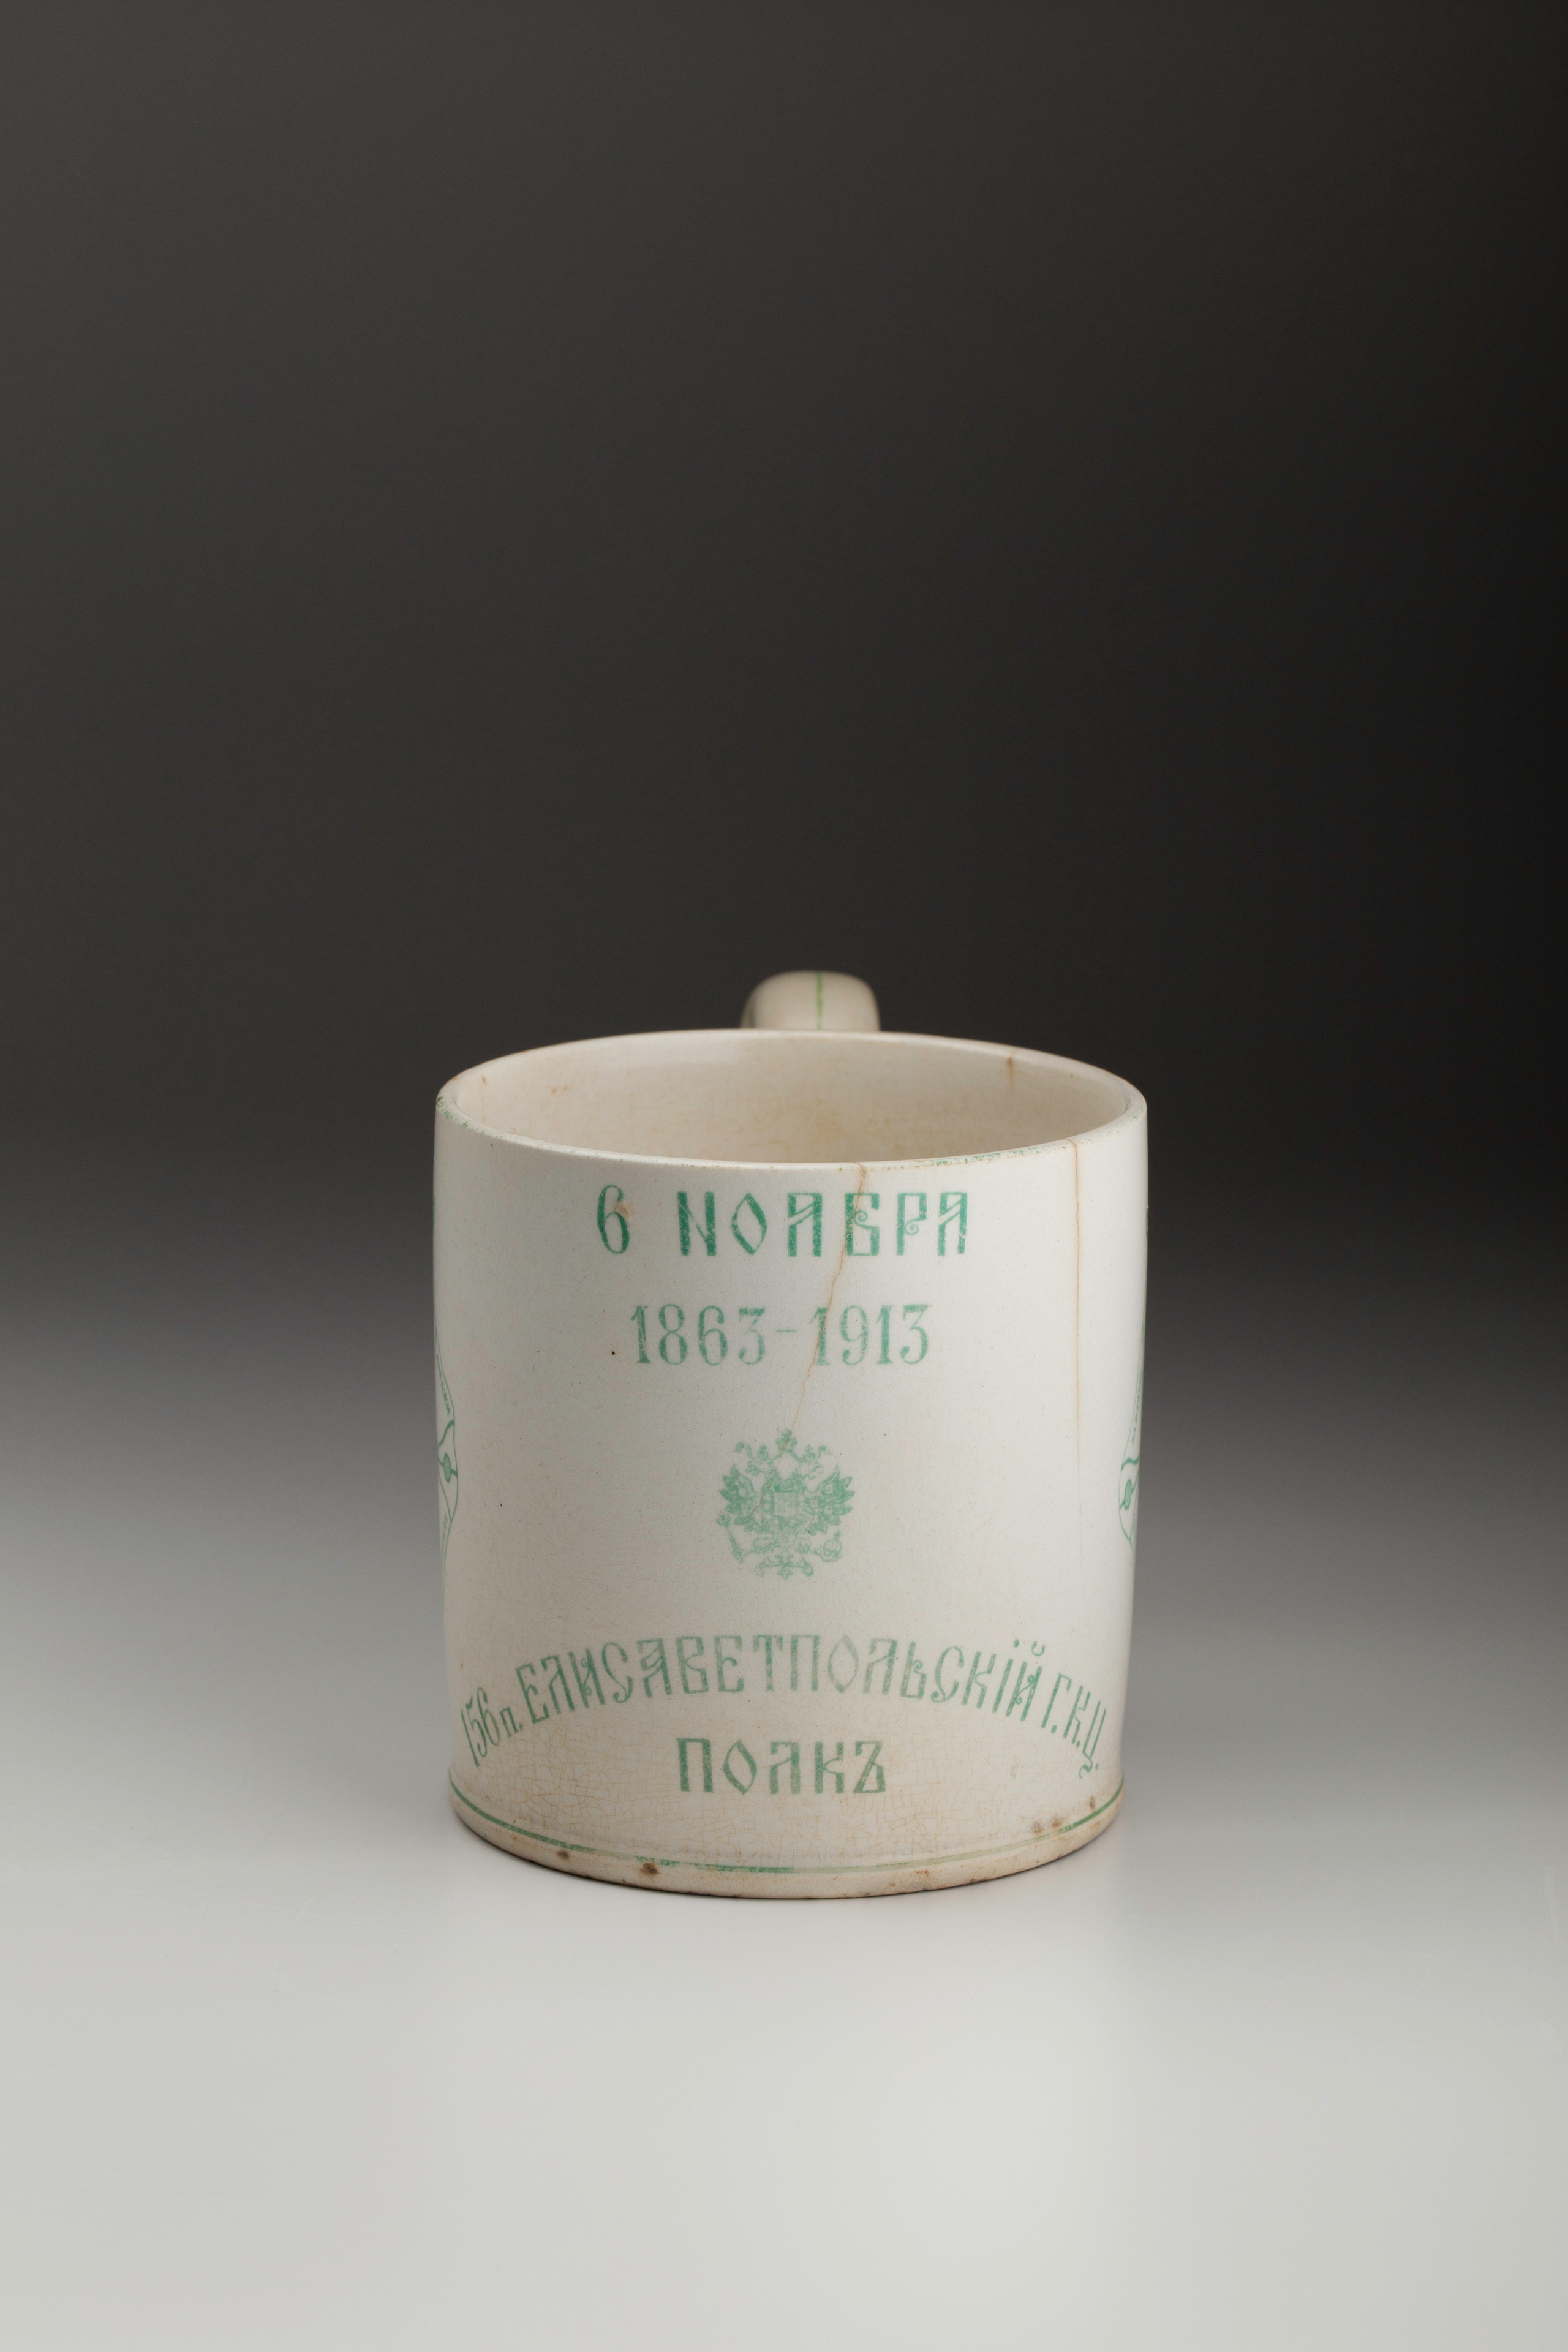 6 НОЯБРЯ
1863-1913
156 п. ЕЛИСАВЕТПОЛЬСКІЙ Г.К.Ц.
ПОЛКЪ